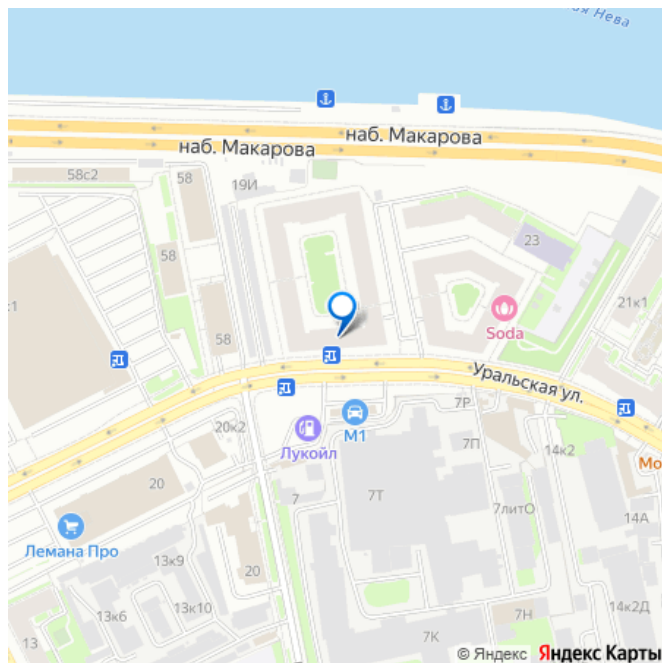 ая Нева
наб. Макарова
наб. Макарова
58с2
58
19И
58
23
с1
21к1
58
Soda
Уральская ул.
7Р
М1
20к2
Лукойл
7П
14к2
Мо
20
7
7Т
7литО
14А
Лемана Про
13к9
20
13к6
13к10
14к2Д
7Н
13
7К
© Яндекс Яндекс Карты